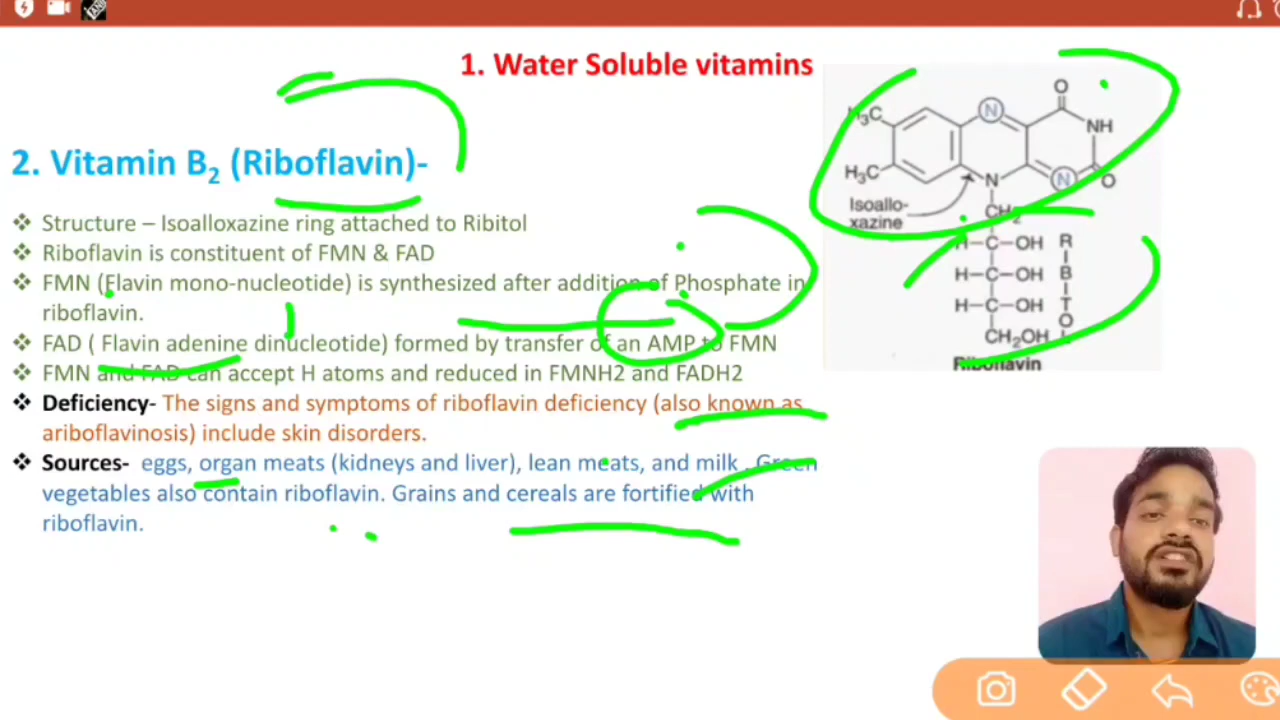 1. Water Soluble vitamins
2. Vitamin B₂ (Riboflavin)-
❖ Structure – Isoalloxazine ring attached to Ribitol
❖ Riboflavin is constituent of FMN & FAD
❖ FMN (Flavin mono-nucleotide) is synthesized after addition of Phosphate in
riboflavin.
❖ FAD ( Flavin adenine dinucleotide) formed by transfer of an AMP to FMN
❖ FMN and FAD can accept H atoms and reduced in FMNH2 and FADH2
❖ Deficiency- The signs and symptoms of riboflavin deficiency (also known as
ariboflavinosis) include skin disorders.
❖ Sources- eggs, organ meats (kidneys and liver), lean meats, and milk . Green
vegetables also contain riboflavin. Grains and cereals are fortified with
riboflavin.
O
H₃C N NH
H₃C N N O
Isoallo-
xazine
CH₂
H–C–OH R
I
H–C–OH B
I
H–C–OH T
O
CH₂OH L
Riboflavin